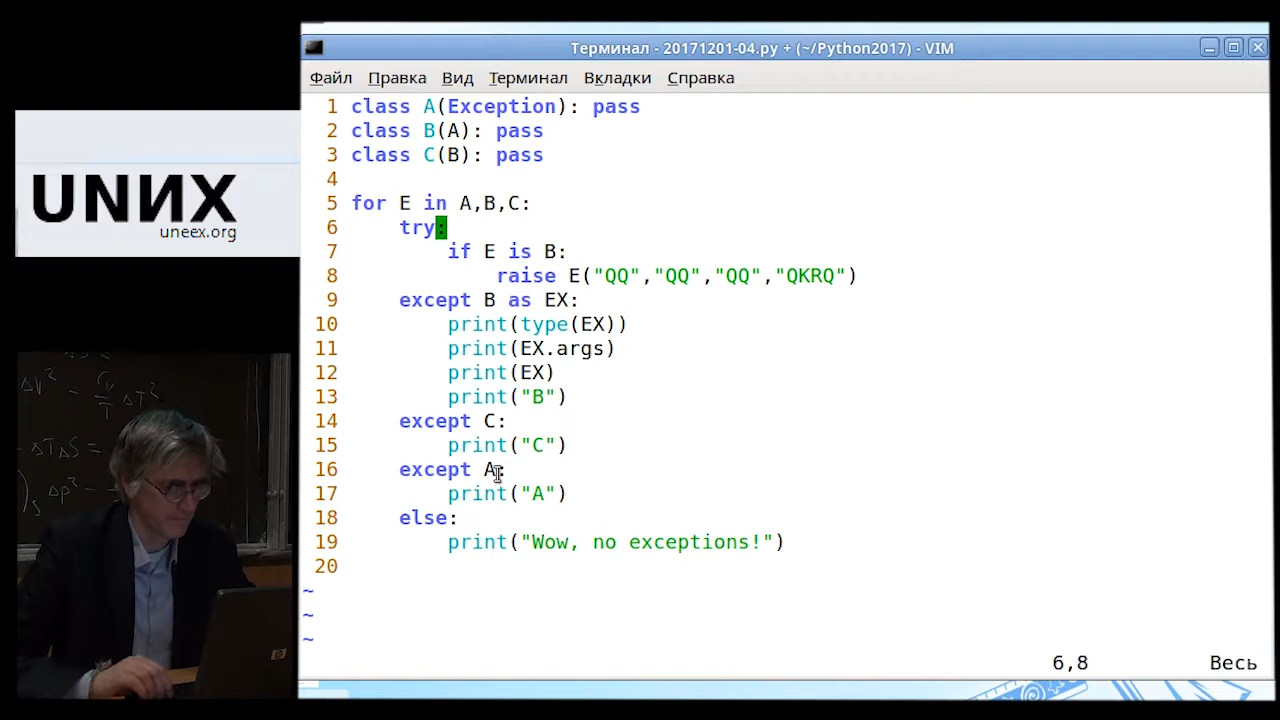 Терминал - 20171201-04.py + (~/Python2017) - VIM
Файл Правка Вид Терминал Вкладки Справка
UNИX
uneex.org
1 class A(Exception): pass
2 class B(A): pass
3 class C(B): pass
4
5 for E in A,B,C:
6     try:
7         if E is B:
8             raise E("QQ","QQ","QQ","QKRQ")
9     except B as EX:
10         print(type(EX))
11         print(EX.args)
12         print(EX)
13         print("B")
14     except C:
15         print("C")
16     except A:
17         print("A")
18     else:
19         print("Wow, no exceptions!")
20
~
~
~
6,8 Весь